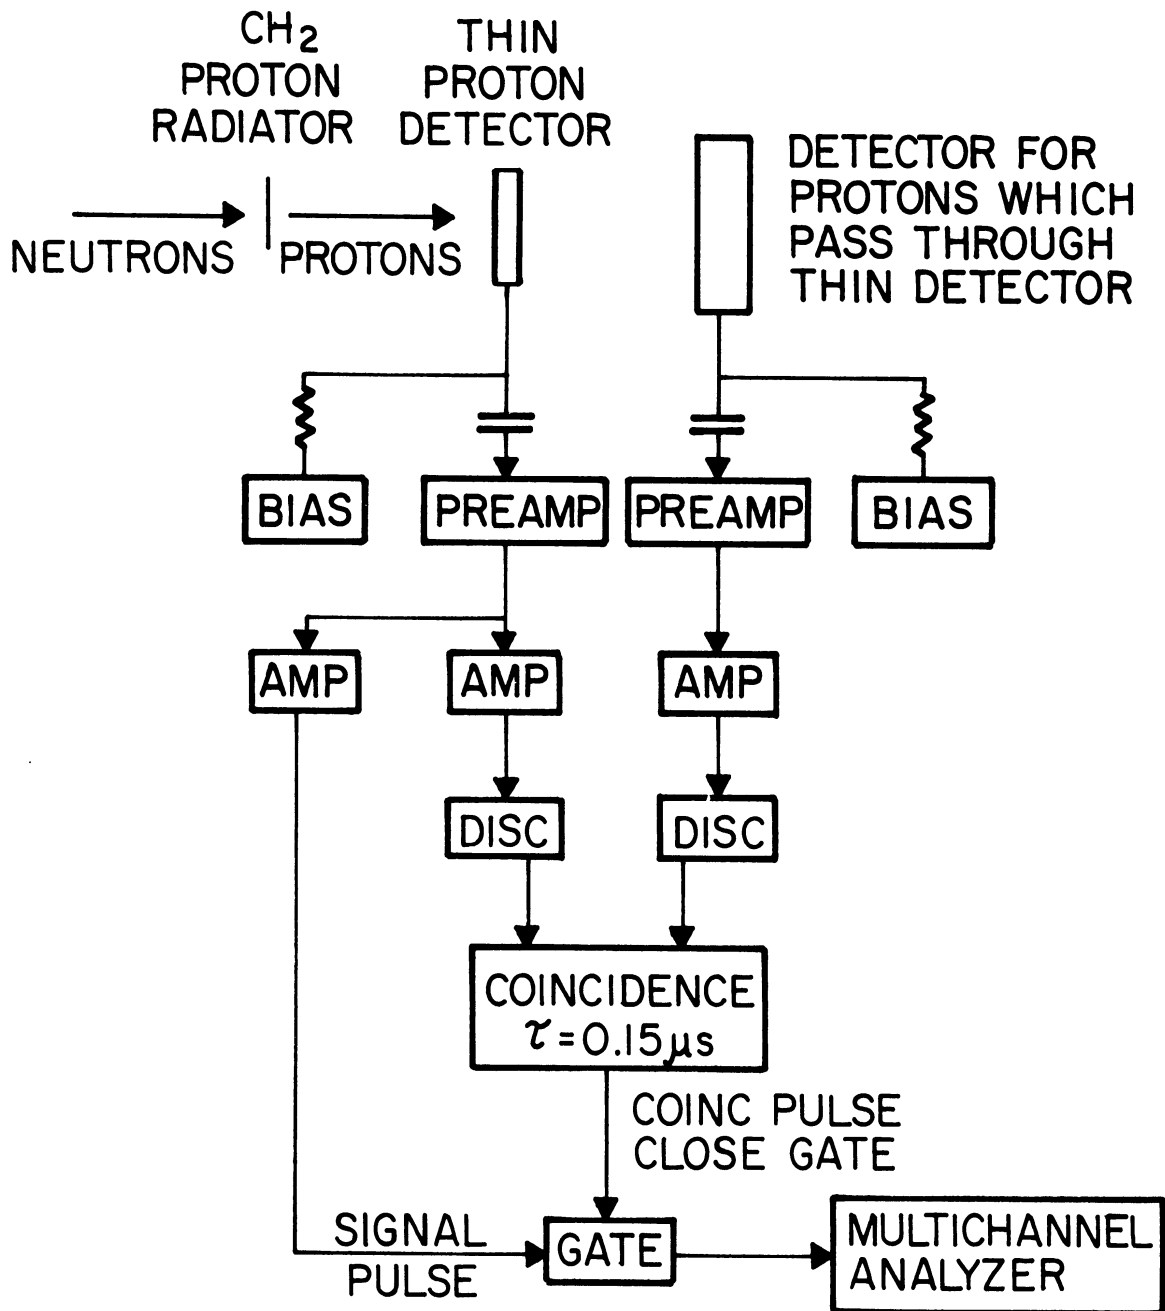 CH2
PROTON
RADIATOR
THIN
PROTON
DETECTOR
DETECTOR FOR
PROTONS WHICH
PASS THROUGH
THIN DETECTOR
NEUTRONS
PROTONS
BIAS
PREAMP
PREAMP
BIAS
AMP
AMP
AMP
DISC
DISC
COINCIDENCE
τ = 0.15 μs
COINC PULSE
CLOSE GATE
SIGNAL
PULSE
GATE
MULTICHANNEL
ANALYZER